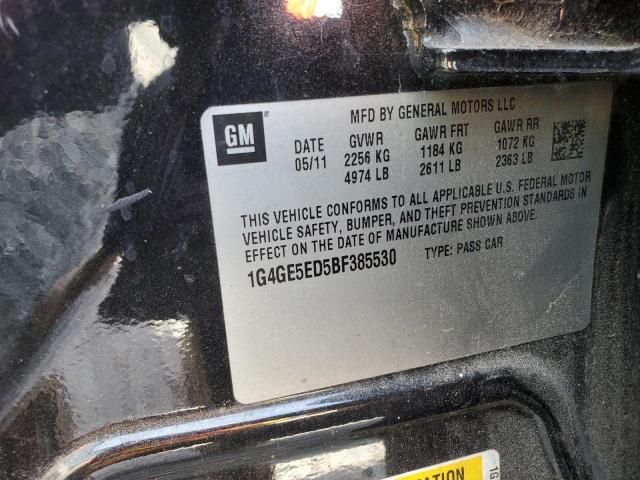 MFD BY GENERAL MOTORS LLC
GM
DATE GVWR GAWR FRT GAWR RR
05/11 2256 KG 1184 KG 1072 KG
4974 LB 2611 LB 2363 LB
THIS VEHICLE CONFORMS TO ALL APPLICABLE U.S. FEDERAL MOTOR
VEHICLE SAFETY, BUMPER, AND THEFT PREVENTION STANDARDS IN
EFFECT ON THE DATE OF MANUFACTURE SHOWN ABOVE.
1G4GE5ED5BF385530 TYPE: PASS CAR